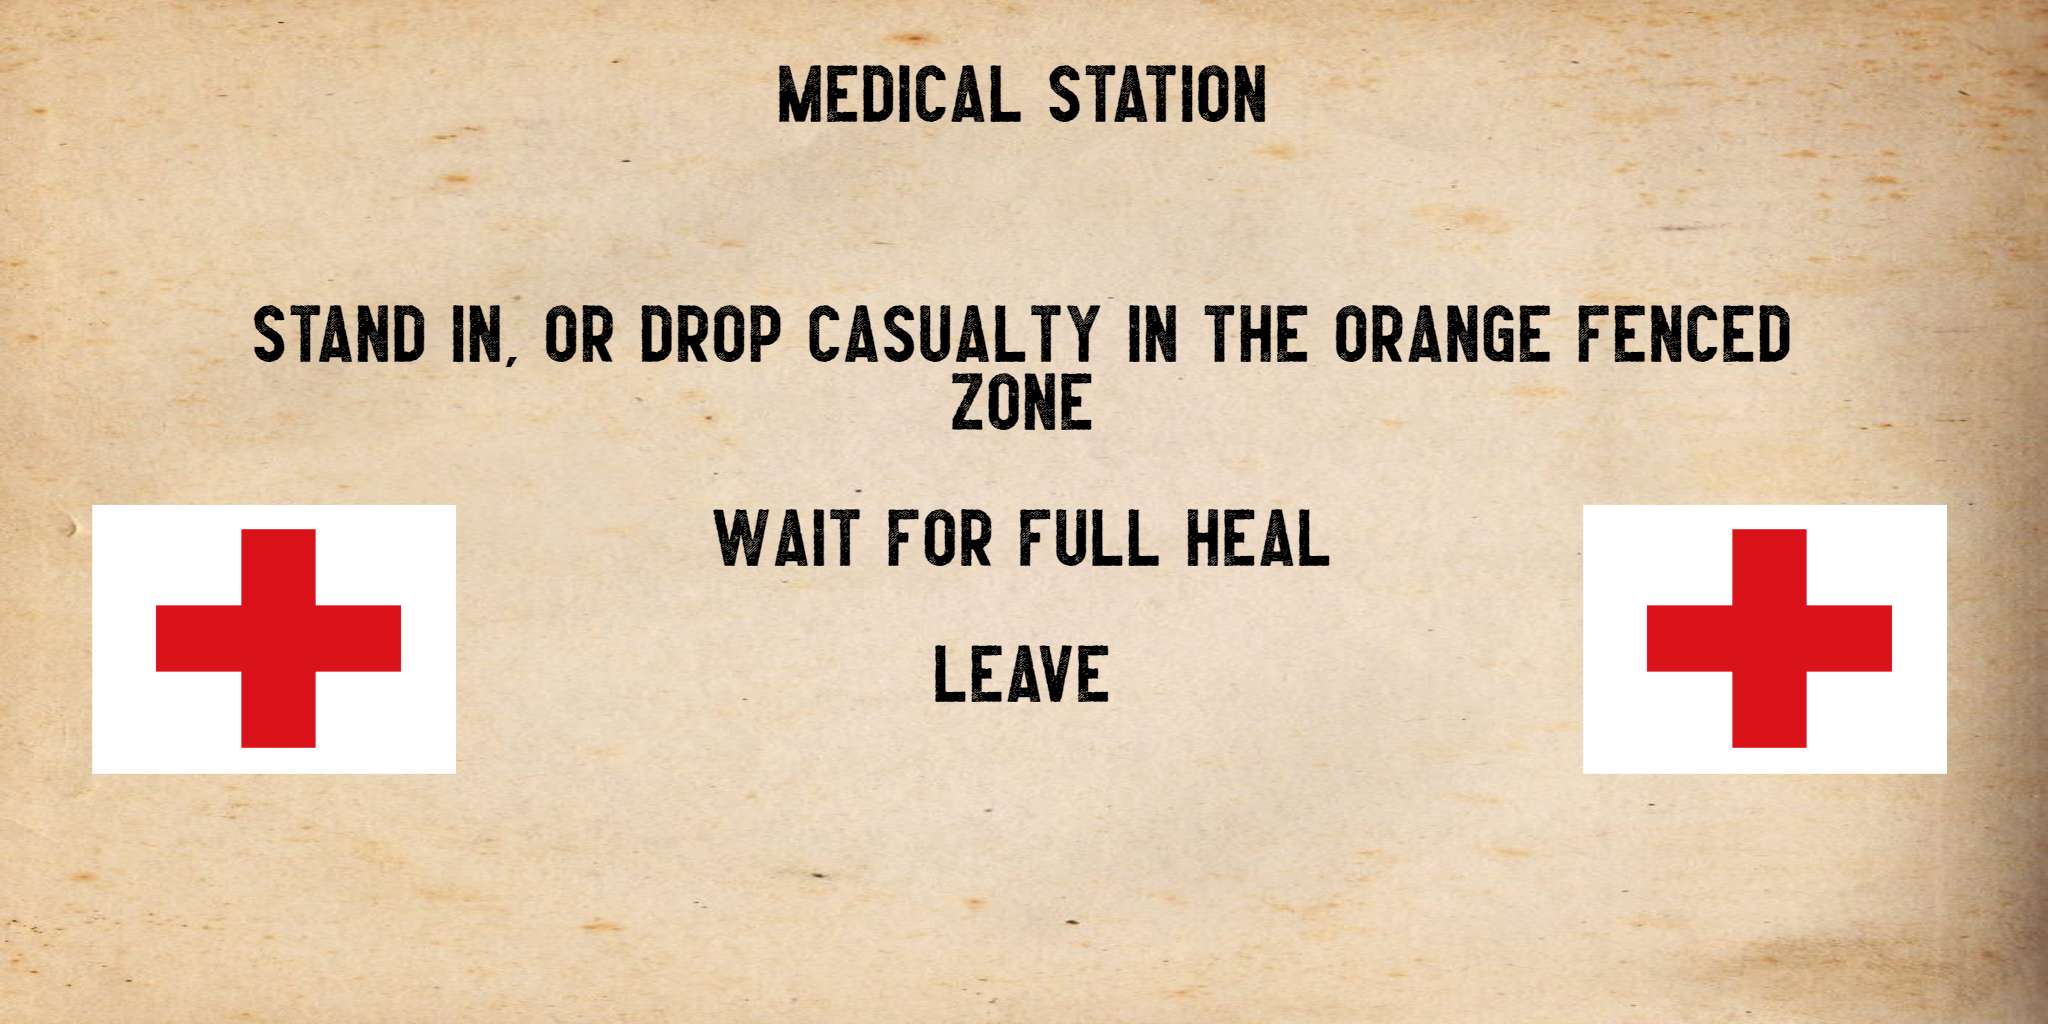 MEDICAL STATION
STAND IN, OR DROP CASUALTY IN THE ORANGE FENCED
ZONE
WAIT FOR FULL HEAL
LEAVE